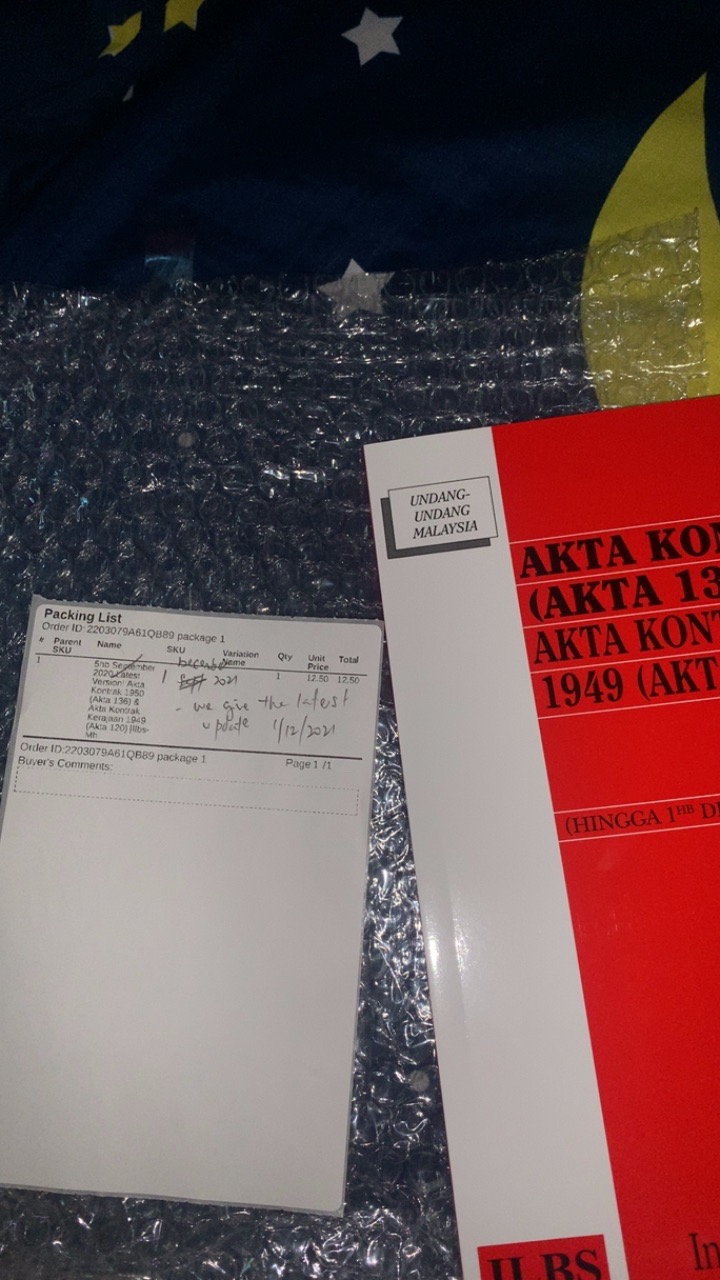 Packing List
Order ID: 2203079A61QB89 package 1
# Parent SKU Name SKU Variation Name Qty Unit Price Total
1 5hb September 1 December 2021 1 12.50 12.50
2020 Latest
Version: Akta
Kontrak 1950
(Akta 136) &
Akta Kontrak
Kerajaan 1949
(Akta 120) |Ilbs-
Mh
- we give the latest
update 1/12/2021
Order ID:2203079A61QB89 package 1 Page 1 /1
Buyer's Comments:
UNDANG-
UNDANG
MALAYSIA
AKTA KON
(AKTA 13
AKTA KONT
1949 (AKT
(HINGGA 1HB DI
ILBS
In